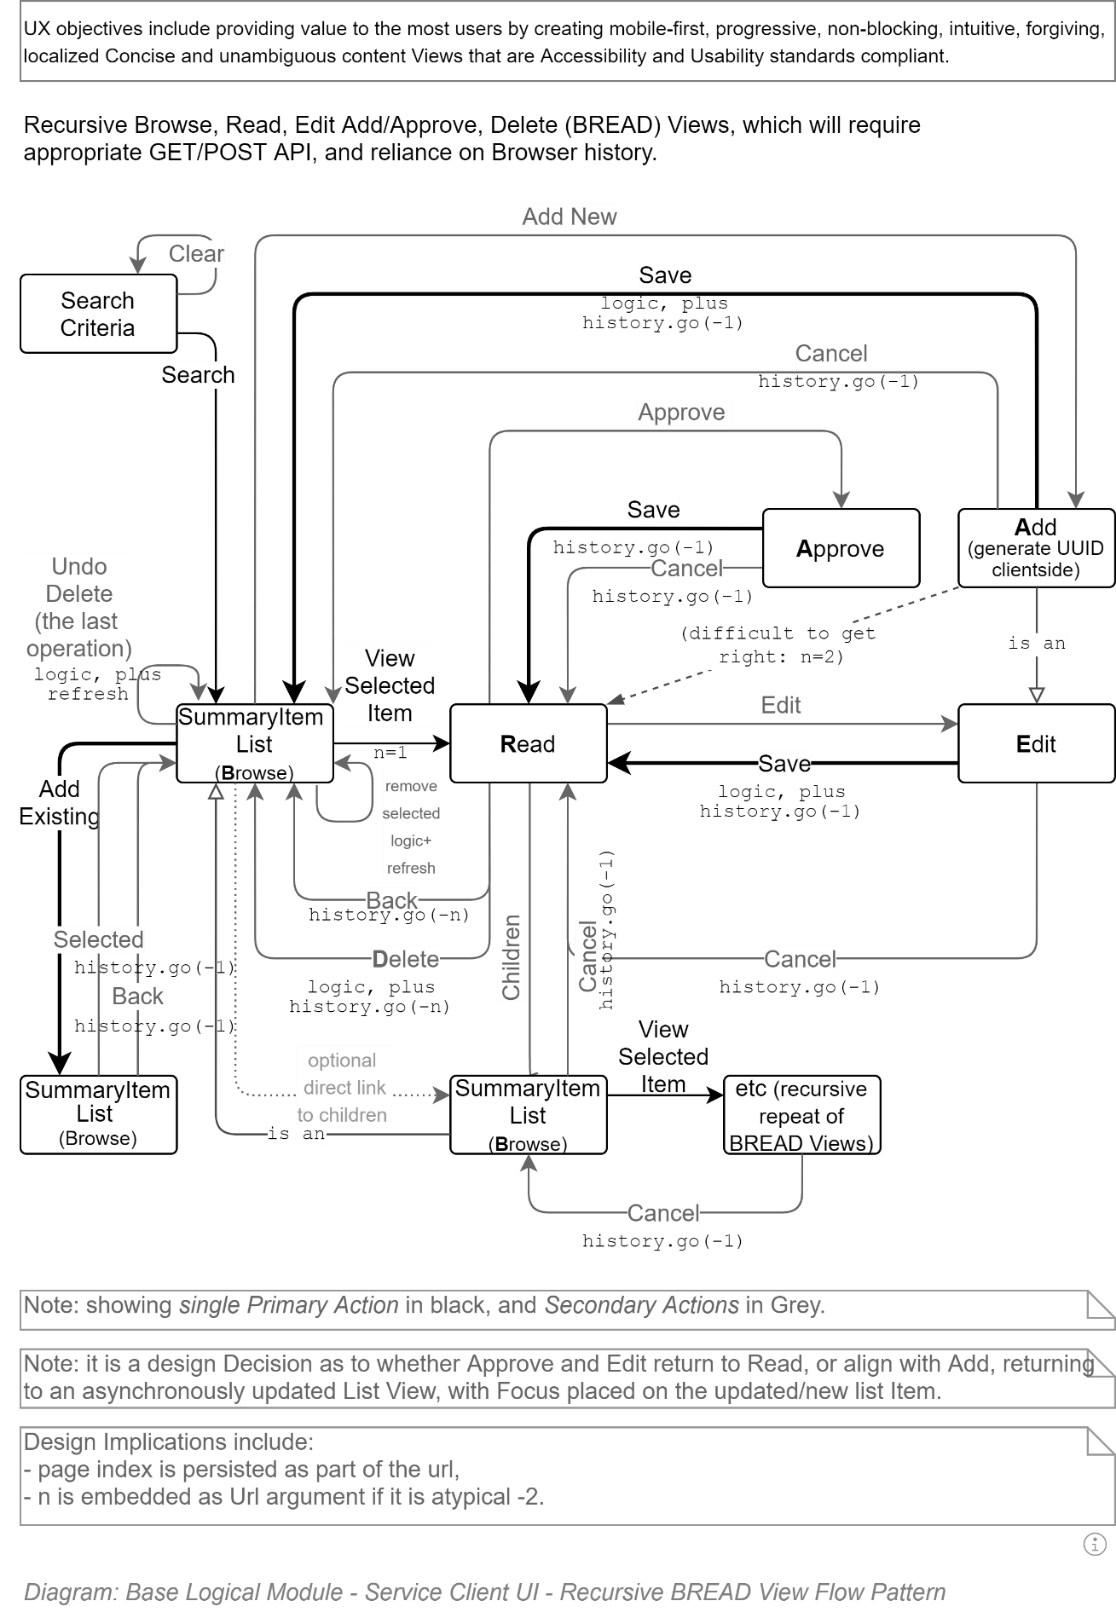 UX objectives include providing value to the most users by creating mobile-first, progressive, non-blocking, intuitive, forgiving,
localized Concise and unambiguous content Views that are Accessibility and Usability standards compliant.
Recursive Browse, Read, Edit Add/Approve, Delete (BREAD) Views, which will require
appropriate GET/POST API, and reliance on Browser history.
Add New
Clear
Search
Criteria
Save
logic, plus
history.go(-1)
Search
Cancel
history.go(-1)
Approve
Save
history.go(-1)
Cancel
history.go(-1)
Approve
Add
(generate UUID
clientside)
(difficult to get
right: n=2)
is an
Undo
Delete
(the last
operation)
logic, plus
refresh
View
Selected
Item
n=1
SummaryItem
List
(Browse)
Read
Edit
Edit
Save
logic, plus
history.go(-1)
Add
Existing
remove
selected
logic+
refresh
Back
history.go(-n)
Delete
logic, plus
history.go(-n)
Children
Cancel
history.go(-1)
Cancel
history.go(-1)
Selected
history.go(-1)
Back
history.go(-1)
optional
direct link
to children
is an
View
Selected
Item
SummaryItem
List
(Browse)
SummaryItem
List
(Browse)
etc (recursive
repeat of
BREAD Views)
Cancel
history.go(-1)
Note: showing single Primary Action in black, and Secondary Actions in Grey.
Note: it is a design Decision as to whether Approve and Edit return to Read, or align with Add, returning
to an asynchronously updated List View, with Focus placed on the updated/new list Item.
Design Implications include:
- page index is persisted as part of the url,
- n is embedded as Url argument if it is atypical -2.
i
Diagram: Base Logical Module - Service Client UI - Recursive BREAD View Flow Pattern